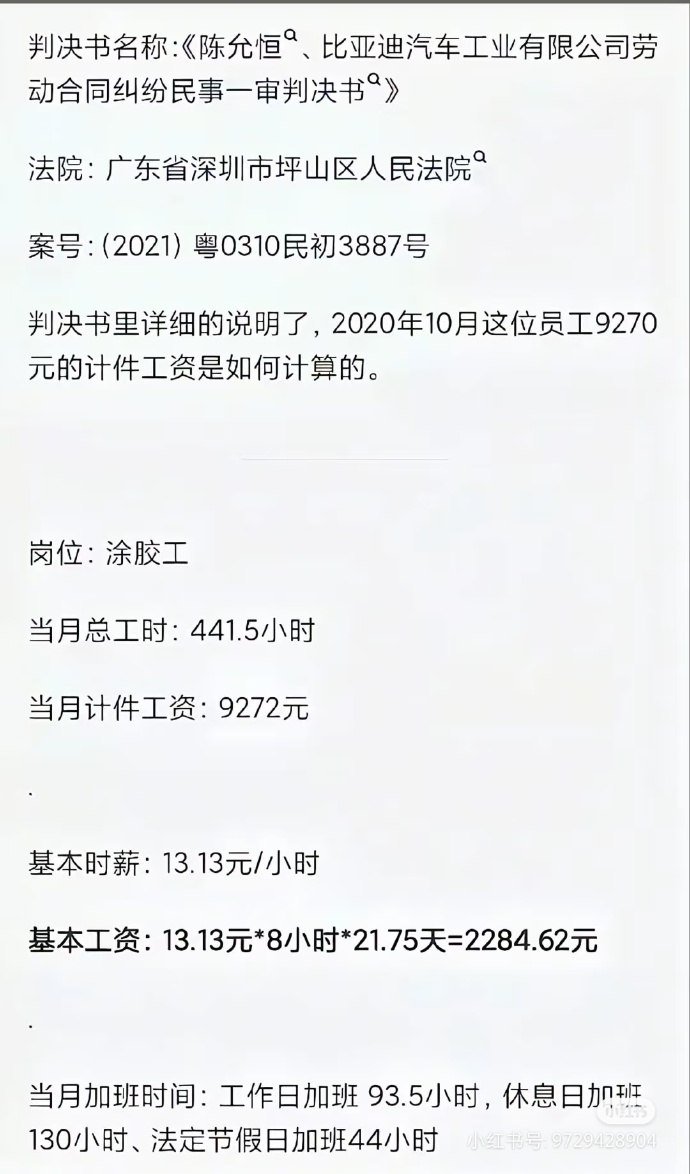 判决书名称:《陈允恒、比亚迪汽车工业有限公司劳
动合同纠纷民事一审判决书》
法院：广东省深圳市坪山区人民法院
案号:（2021）粤0310民初3887号
判决书里详细的说明了，2020年10月这位员工9270
元的计件工资是如何计算的。
岗位：涂胶工
当月总工时：441.5小时
当月计件工资：9272元
.
基本时薪：13.13元/小时
基本工资：13.13元*8小时*21.75天=2284.62元
.
当月加班时间：工作日加班 93.5小时，休息日加班
130小时、法定节假日加班44小时
小红书
小红书号: 9729428904